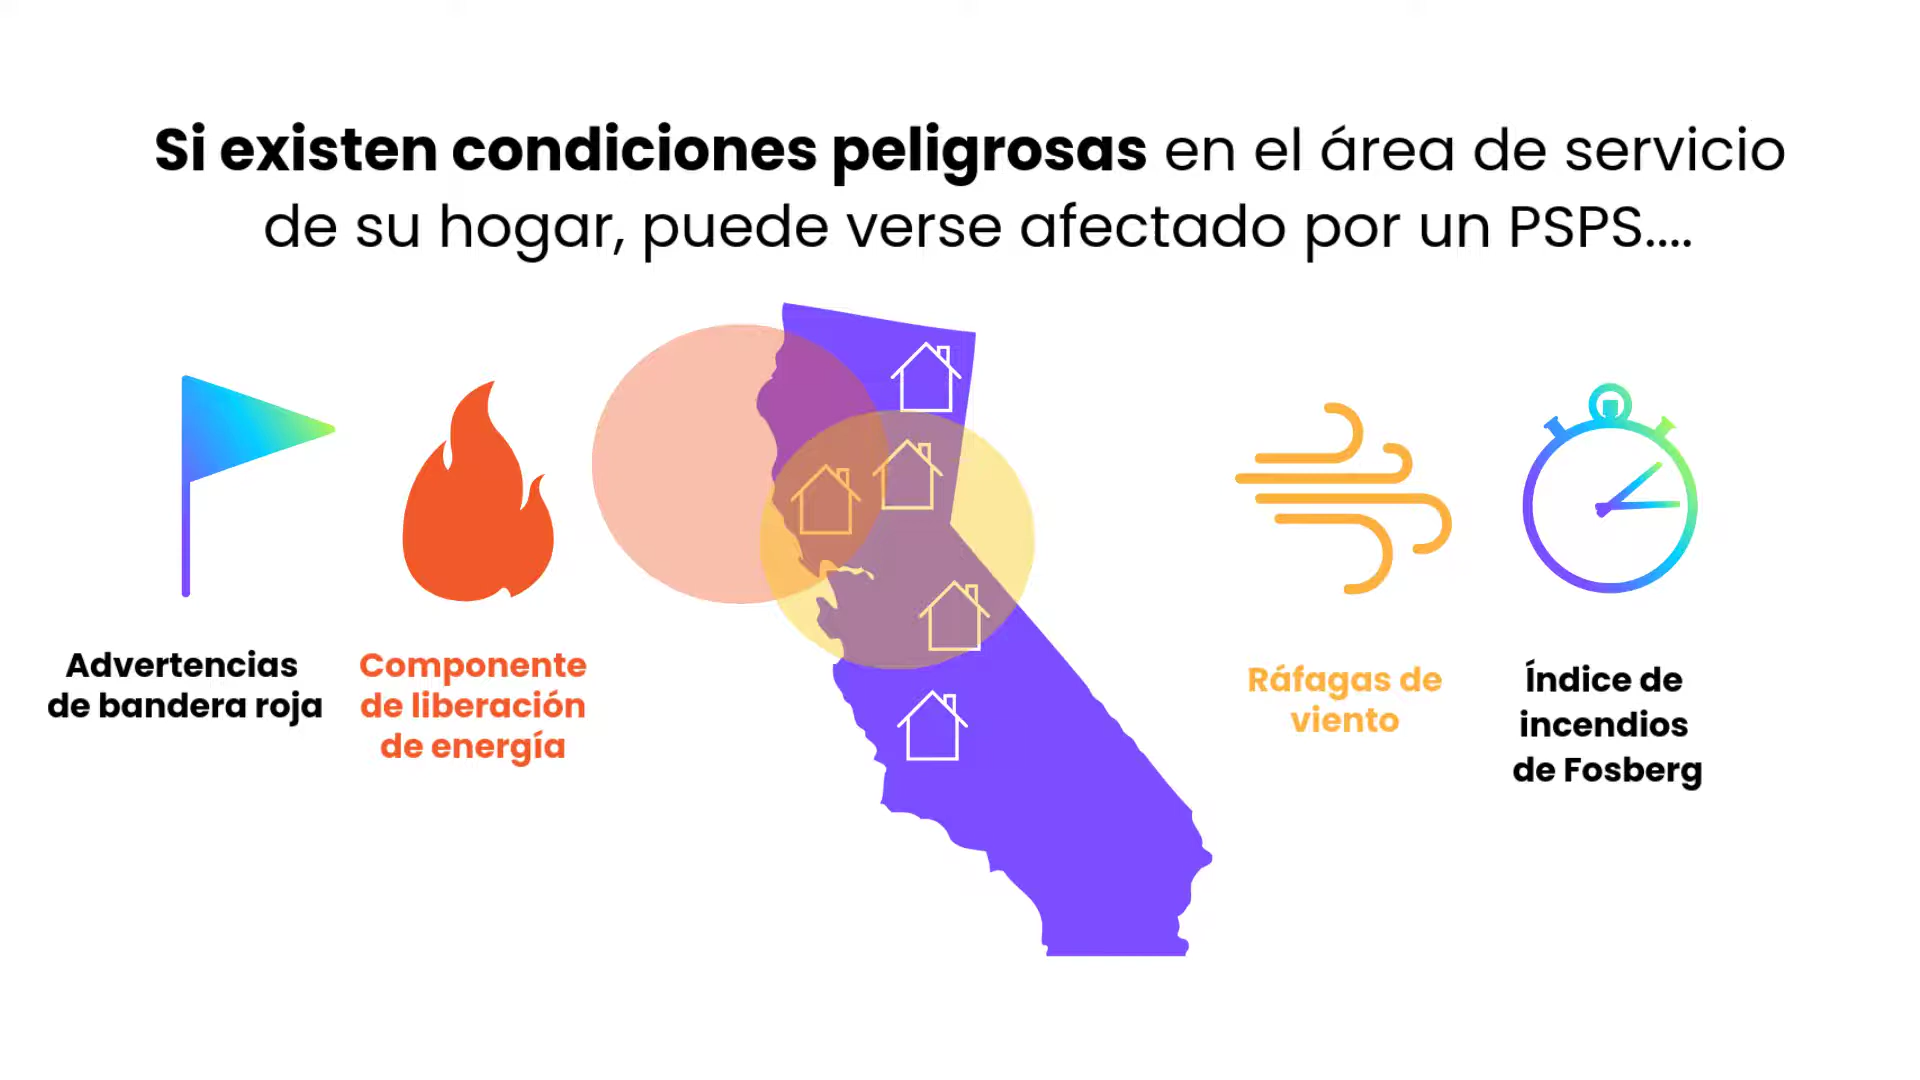 Si existen condiciones peligrosas en el área de servicio
de su hogar, puede verse afectado por un PSPS....
Advertencias
de bandera roja
Componente
de liberación
de energía
Ráfagas de
viento
Índice de
incendios
de Fosberg